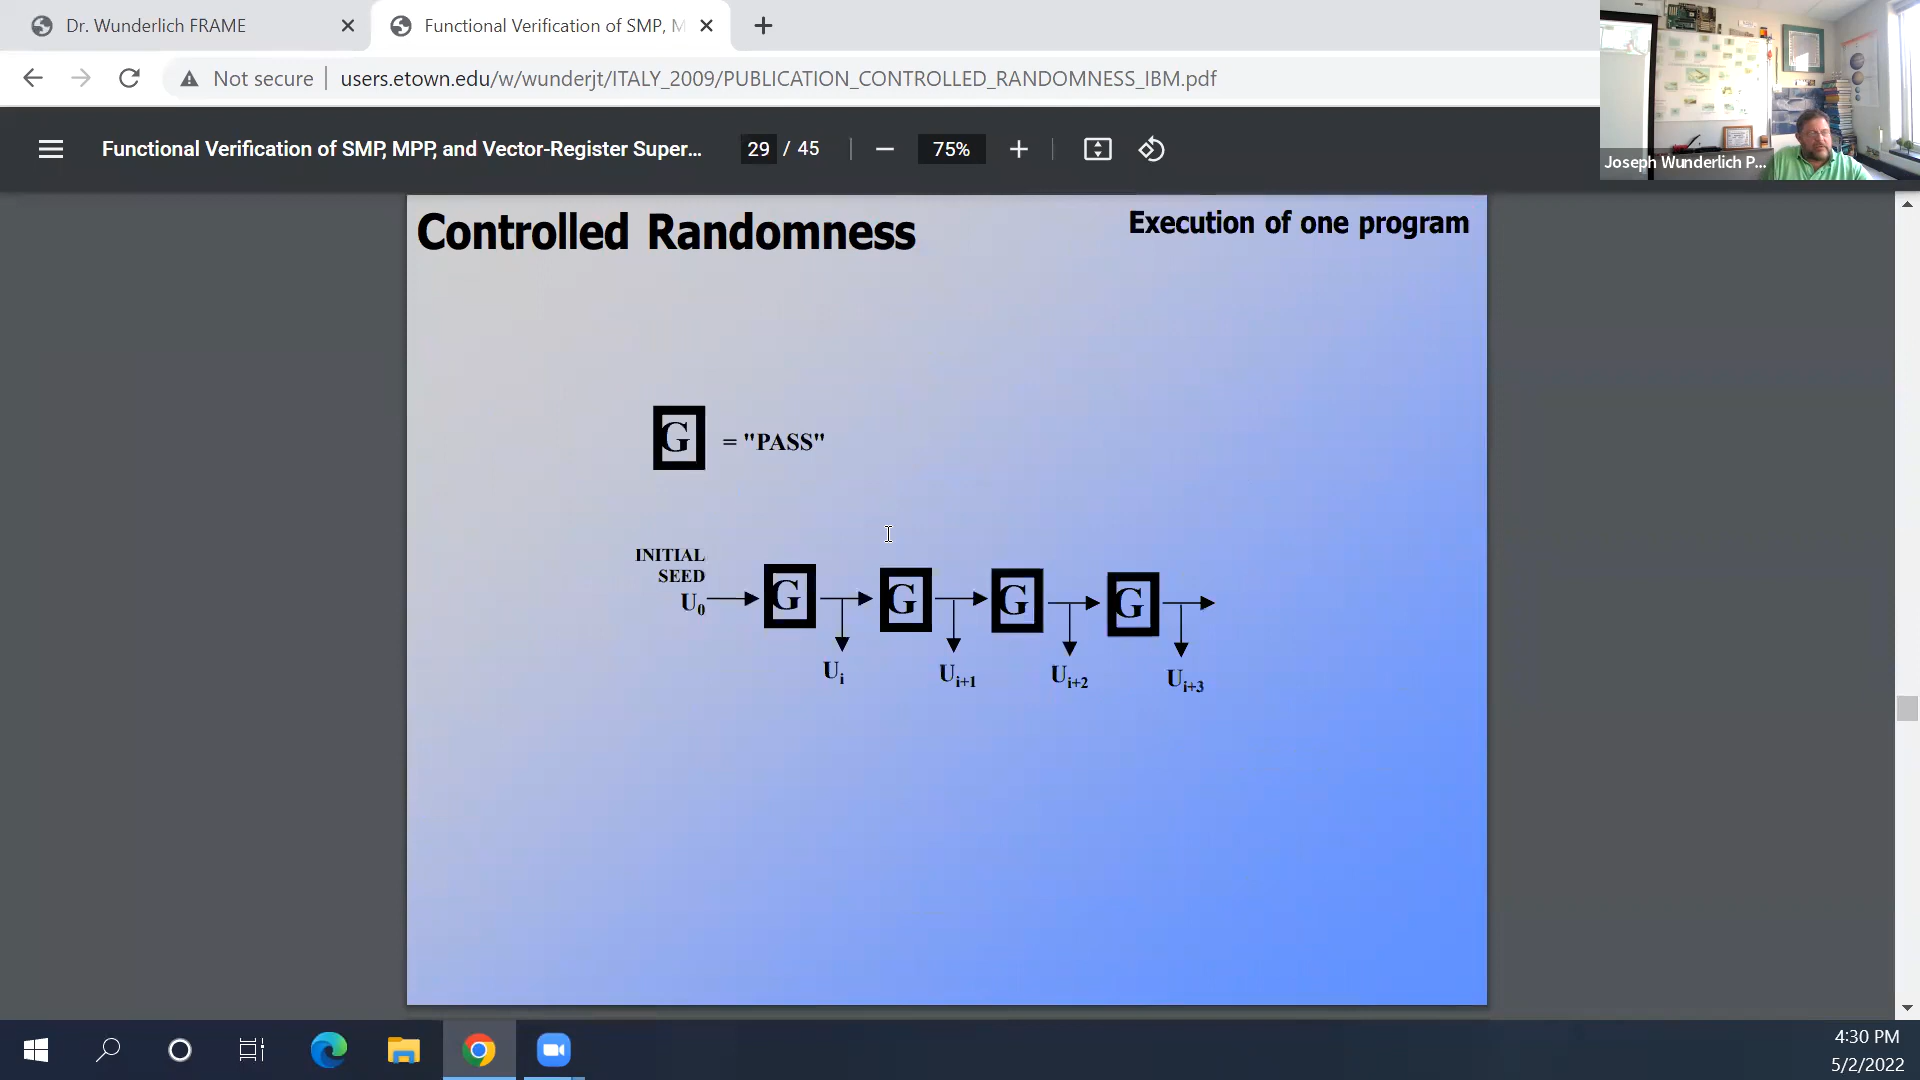 Dr. Wunderlich FRAME
Functional Verification of SMP, M
Not secure
users.etown.edu/w/wunderjt/ITALY_2009/PUBLICATION_CONTROLLED_RANDOMNESS_IBM.pdf
Functional Verification of SMP, MPP, and Vector-Register Super...
29 / 45
75%
Joseph Wunderlich P...
Controlled Randomness
Execution of one program
G = "PASS"
INITIAL
SEED
U0 G G G G
Ui Ui+1 Ui+2 Ui+3
4:30 PM
5/2/2022